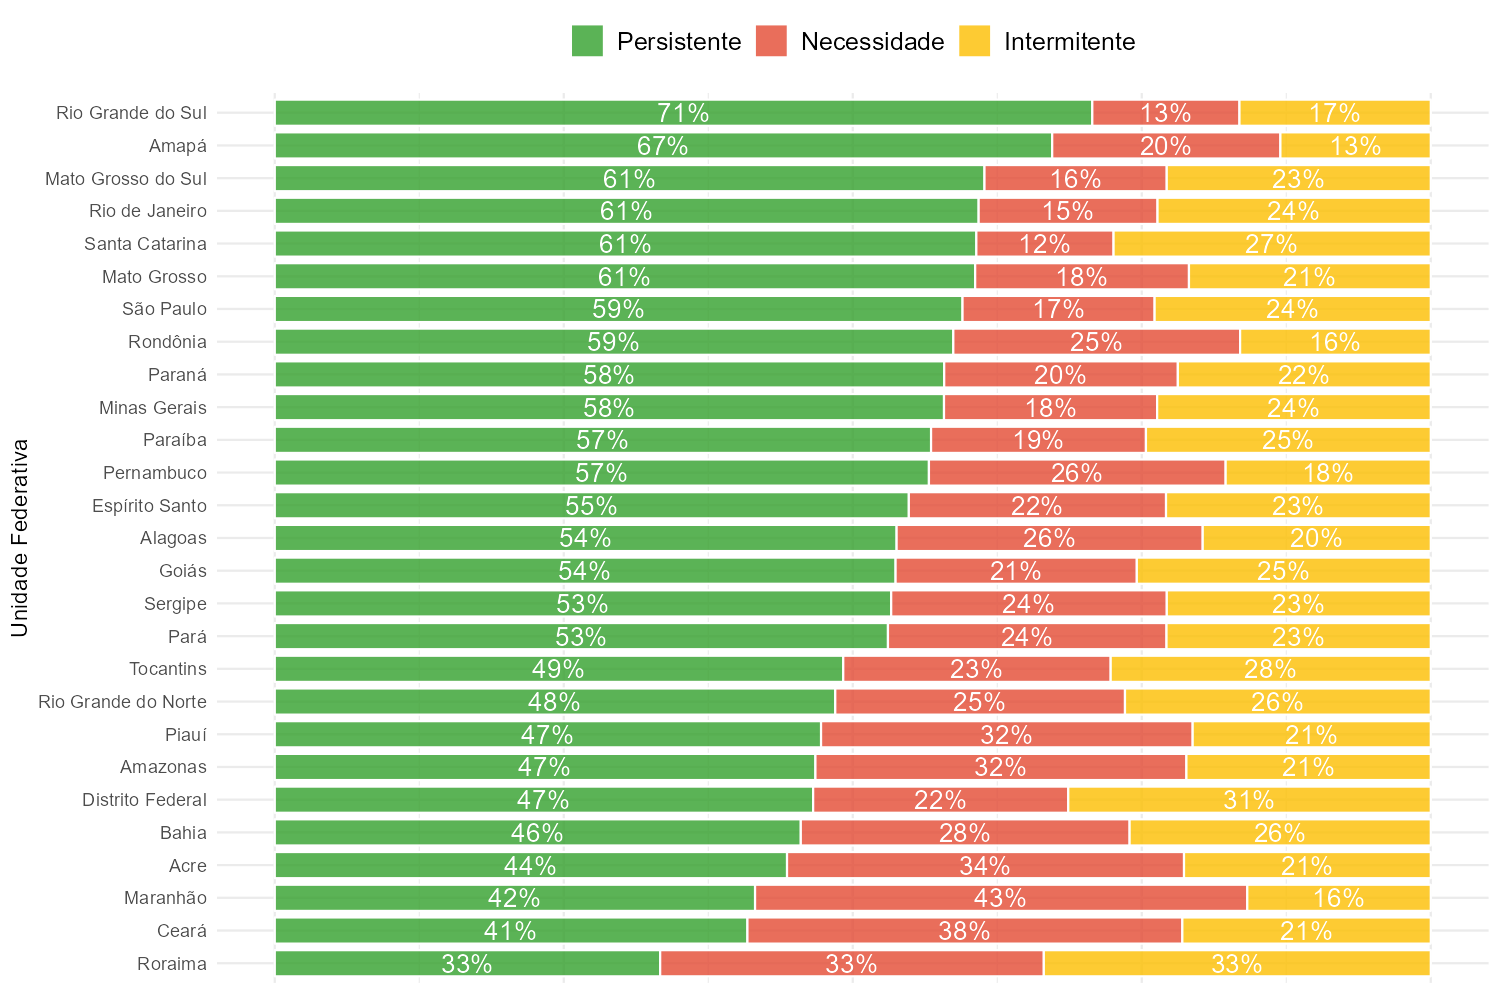 Persistente Necessidade Intermitente
Unidade Federativa
Rio Grande do Sul 71% 13% 17%
Amapá 67% 20% 13%
Mato Grosso do Sul 61% 16% 23%
Rio de Janeiro 61% 15% 24%
Santa Catarina 61% 12% 27%
Mato Grosso 61% 18% 21%
São Paulo 59% 17% 24%
Rondônia 59% 25% 16%
Paraná 58% 20% 22%
Minas Gerais 58% 18% 24%
Paraíba 57% 19% 25%
Pernambuco 57% 26% 18%
Espírito Santo 55% 22% 23%
Alagoas 54% 26% 20%
Goiás 54% 21% 25%
Sergipe 53% 24% 23%
Pará 53% 24% 23%
Tocantins 49% 23% 28%
Rio Grande do Norte 48% 25% 26%
Piauí 47% 32% 21%
Amazonas 47% 32% 21%
Distrito Federal 47% 22% 31%
Bahia 46% 28% 26%
Acre 44% 34% 21%
Maranhão 42% 43% 16%
Ceará 41% 38% 21%
Roraima 33% 33% 33%